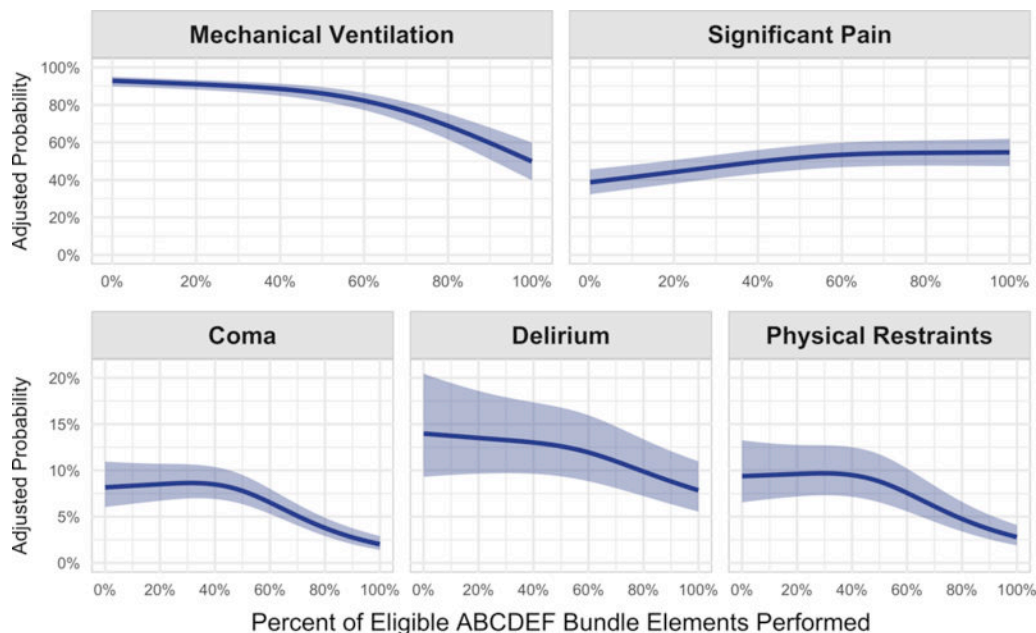 Mechanical Ventilation
Significant Pain
Adjusted Probability
100%
80%
60%
40%
20%
0%
0% 20% 40% 60% 80% 100%
0% 20% 40% 60% 80% 100%
Coma
Delirium
Physical Restraints
Adjusted Probability
20%
15%
10%
5%
0%
0% 20% 40% 60% 80% 100%
0% 20% 40% 60% 80% 100%
0% 20% 40% 60% 80% 100%
Percent of Eligible ABCDEF Bundle Elements Performed